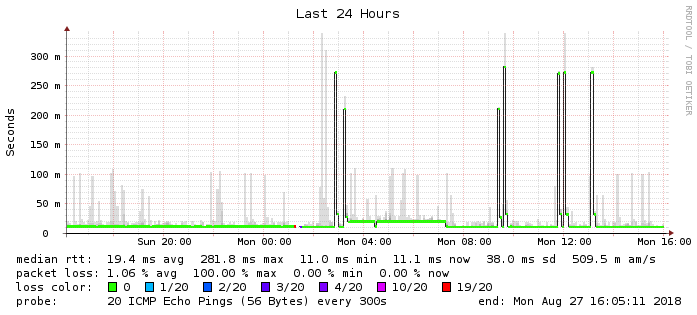 Last 24 Hours
RRDTOOL / TOBI OETIKER
Seconds
300 m
250 m
200 m
150 m
100 m
50 m
0
Sun 20:00 Mon 00:00 Mon 04:00 Mon 08:00 Mon 12:00 Mon 16:00
median rtt: 19.4 ms avg 281.8 ms max 11.0 ms min 11.1 ms now 38.0 ms sd 509.5 m am/s
packet loss: 1.06 % avg 100.00 % max 0.00 % min 0.00 % now
loss color: 0 1/20 2/20 3/20 4/20 10/20 19/20
probe: 20 ICMP Echo Pings (56 Bytes) every 300s end: Mon Aug 27 16:05:11 2018